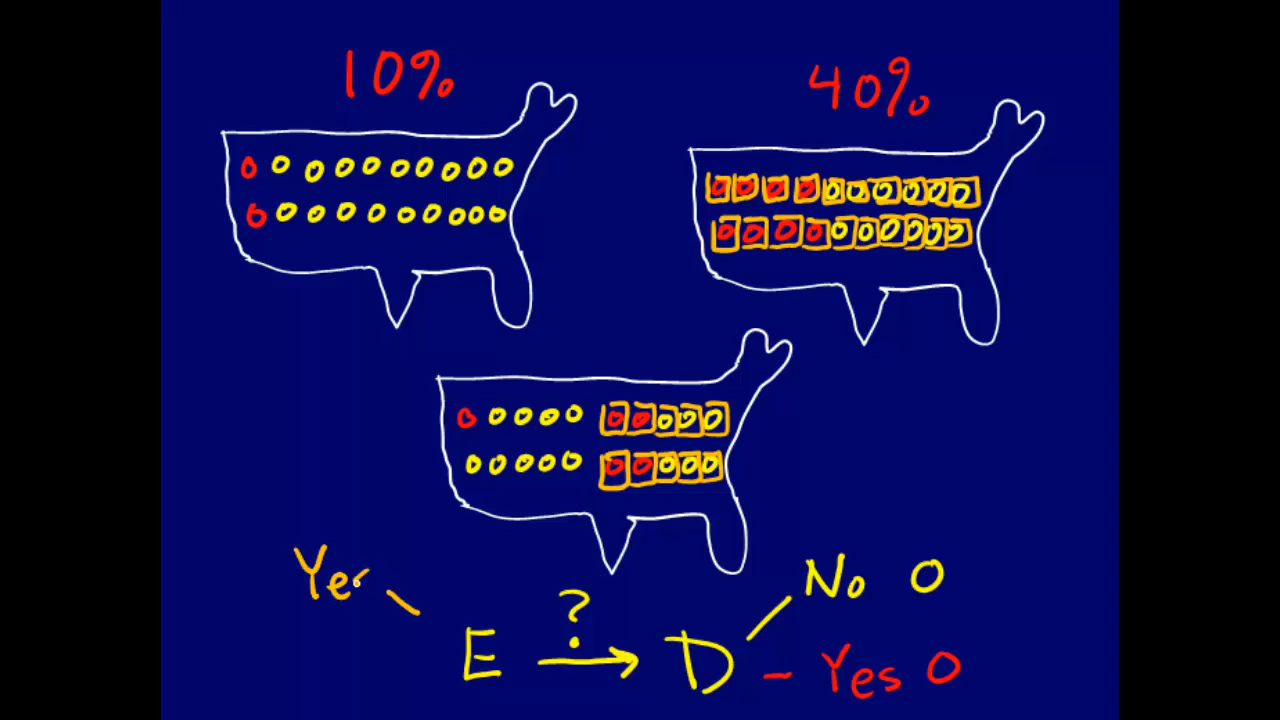 10%
40%
Yes
?
E → D
No O
Yes O